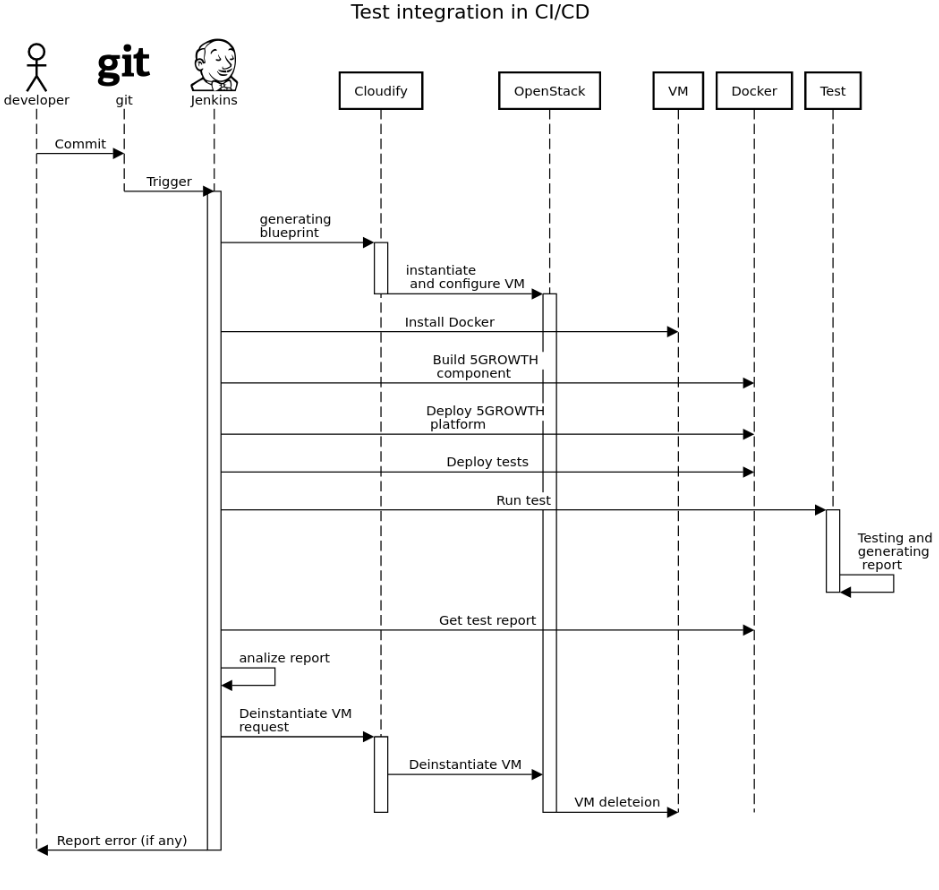 Test integration in CI/CD
git
developer
git
Jenkins
Cloudify
OpenStack
VM
Docker
Test
Commit
Trigger
generating
blueprint
instantiate
and configure VM
Install Docker
Build 5GROWTH
component
Deploy 5GROWTH
platform
Deploy tests
Run test
Testing and
generating
report
Get test report
analize report
Deinstantiate VM
request
Deinstantiate VM
VM deleteion
Report error (if any)